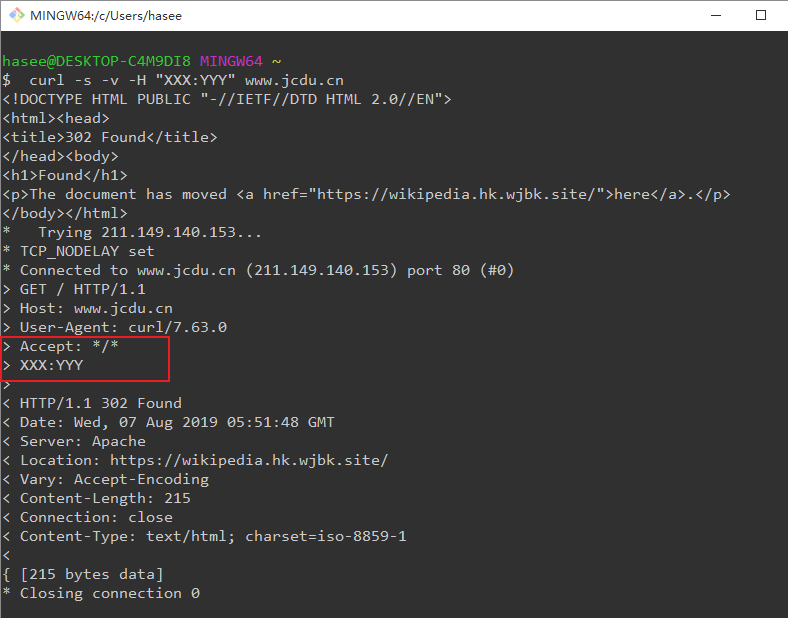 MINGW64:/c/Users/hasee
hasee@DESKTOP-C4M9DI8 MINGW64 ~
$  curl -s -v -H "XXX:YYY" www.jcdu.cn
<!DOCTYPE HTML PUBLIC "-//IETF//DTD HTML 2.0//EN">
<html><head>
<title>302 Found</title>
</head><body>
<h1>Found</h1>
<p>The document has moved <a href="https://wikipedia.hk.wjbk.site/">here</a>.</p>
</body></html>
*   Trying 211.149.140.153...
* TCP_NODELAY set
* Connected to www.jcdu.cn (211.149.140.153) port 80 (#0)
> GET / HTTP/1.1
> Host: www.jcdu.cn
> User-Agent: curl/7.63.0
> Accept: */*
> XXX:YYY
>
< HTTP/1.1 302 Found
< Date: Wed, 07 Aug 2019 05:51:48 GMT
< Server: Apache
< Location: https://wikipedia.hk.wjbk.site/
< Vary: Accept-Encoding
< Content-Length: 215
< Connection: close
< Content-Type: text/html; charset=iso-8859-1
<
{ [215 bytes data]
* Closing connection 0